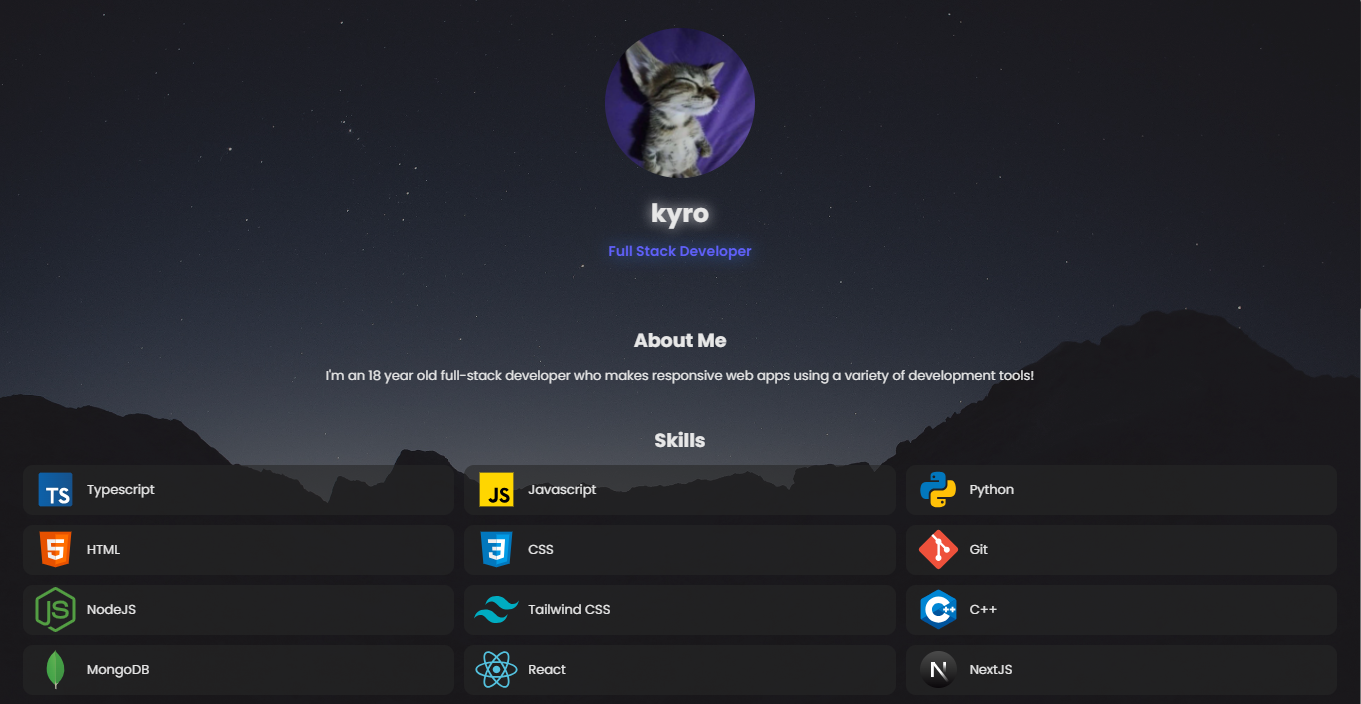 kyro
Full Stack Developer
About Me
I'm an 18 year old full-stack developer who makes responsive web apps using a variety of development tools!
Skills
TS Typescript
JS Javascript
Python
5 HTML
3 CSS
Git
JS NodeJS
Tailwind CSS
C++ C++
MongoDB
React
N NextJS